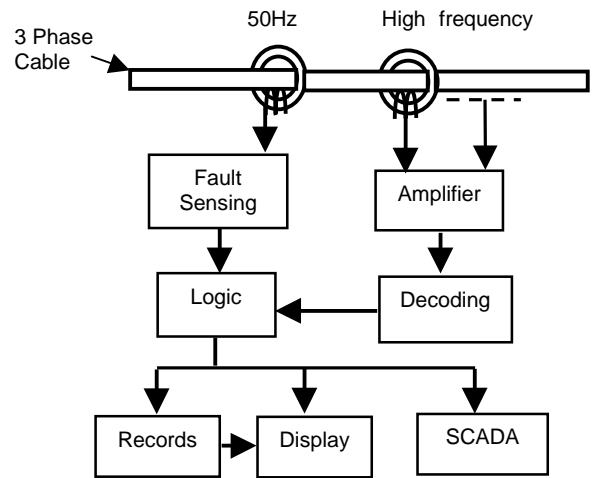 50Hz High frequency
3 Phase
Cable
Fault
Sensing
Amplifier
Logic
Decoding
Records
Display
SCADA